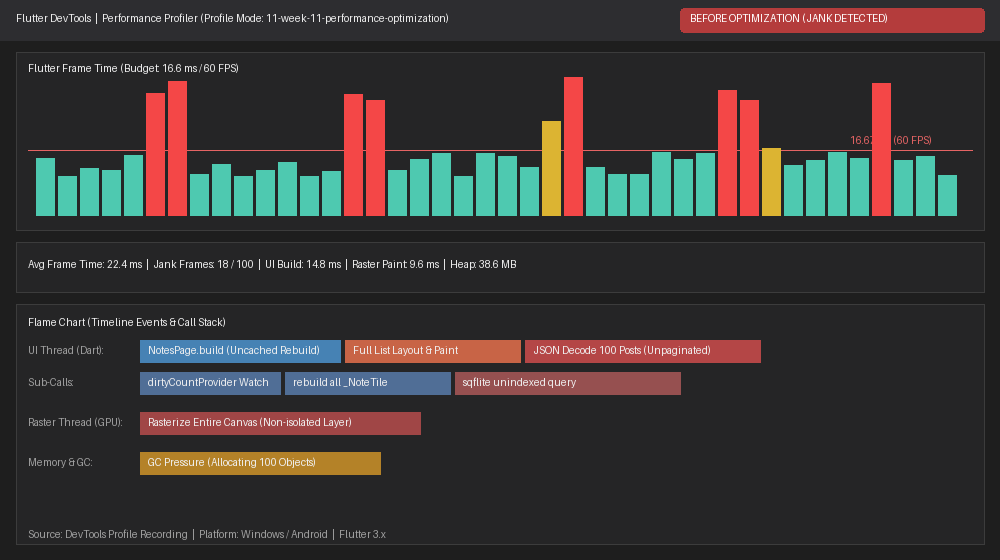 Flutter DevTools | Performance Profiler (Profile Mode: 11-week-11-performance-optimization)
BEFORE OPTIMIZATION (JANK DETECTED)
Flutter Frame Time (Budget: 16.6 ms / 60 FPS)
16.67 (60 FPS)
Avg Frame Time: 22.4 ms | Jank Frames: 18 / 100 | UI Build: 14.8 ms | Raster Paint: 9.6 ms | Heap: 38.6 MB
Flame Chart (Timeline Events & Call Stack)
UI Thread (Dart): NotesPage.build (Uncached Rebuild) Full List Layout & Paint JSON Decode 100 Posts (Unpaginated)
Sub-Calls: dirtyCountProvider Watch rebuild all _NoteTile sqflite unindexed query
Raster Thread (GPU): Rasterize Entire Canvas (Non-isolated Layer)
Memory & GC: GC Pressure (Allocating 100 Objects)
Source: DevTools Profile Recording | Platform: Windows / Android | Flutter 3.x